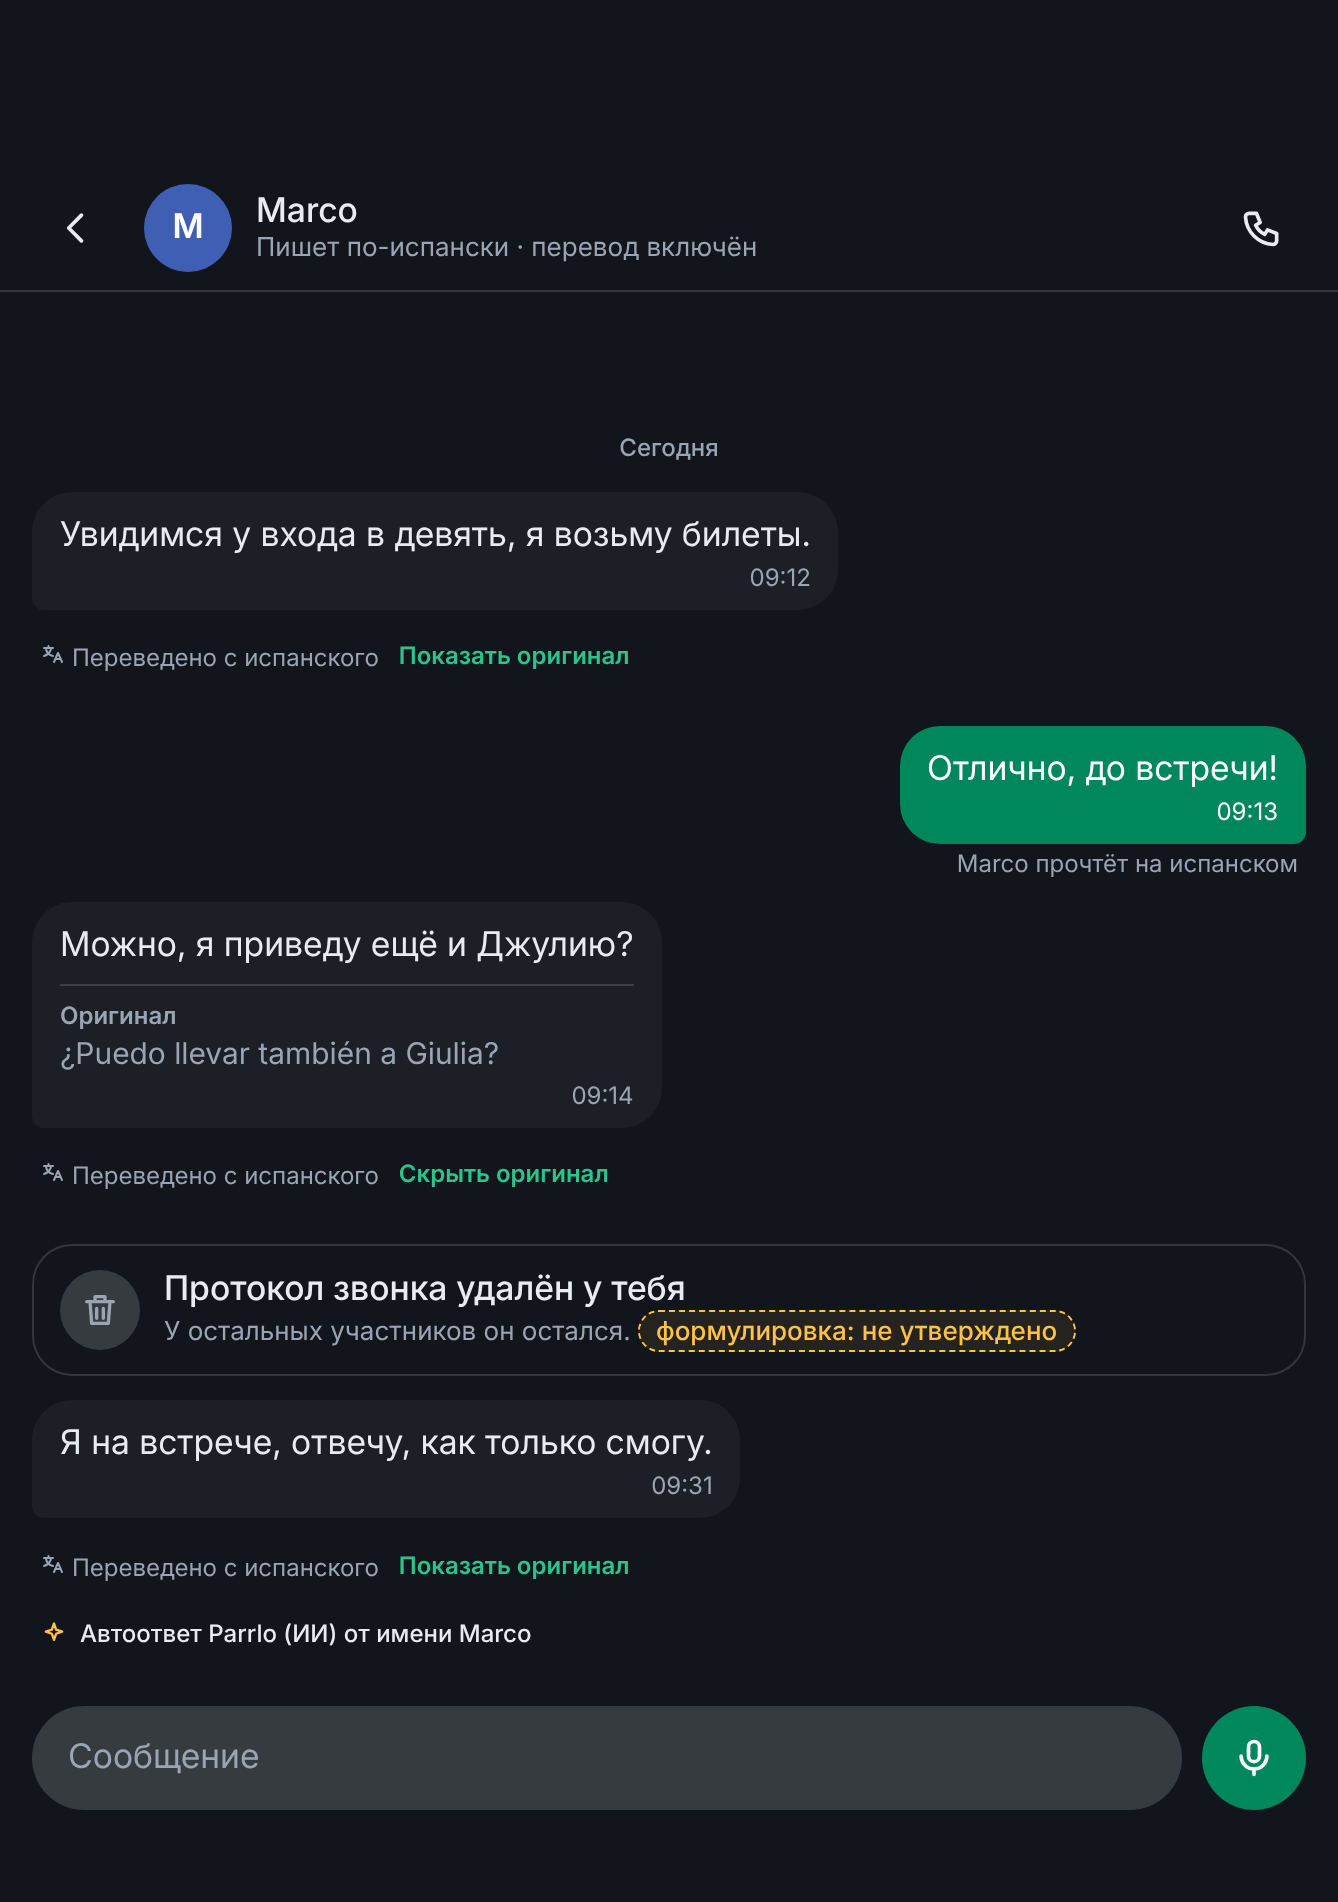 M
Marco
Пишет по-испански · перевод включён
Сегодня
Увидимся у входа в девять, я возьму билеты.
09:12
Переведено с испанского Показать оригинал
Отлично, до встречи!
09:13
Marco прочтёт на испанском
Можно, я приведу ещё и Джулию?
Оригинал
¿Puedo llevar también a Giulia?
09:14
Переведено с испанского Скрыть оригинал
Протокол звонка удалён у тебя
У остальных участников он остался. формулировка: не утверждено
Я на встрече, отвечу, как только смогу.
09:31
Переведено с испанского Показать оригинал
Автоответ Parrlo (ИИ) от имени Marco
Сообщение